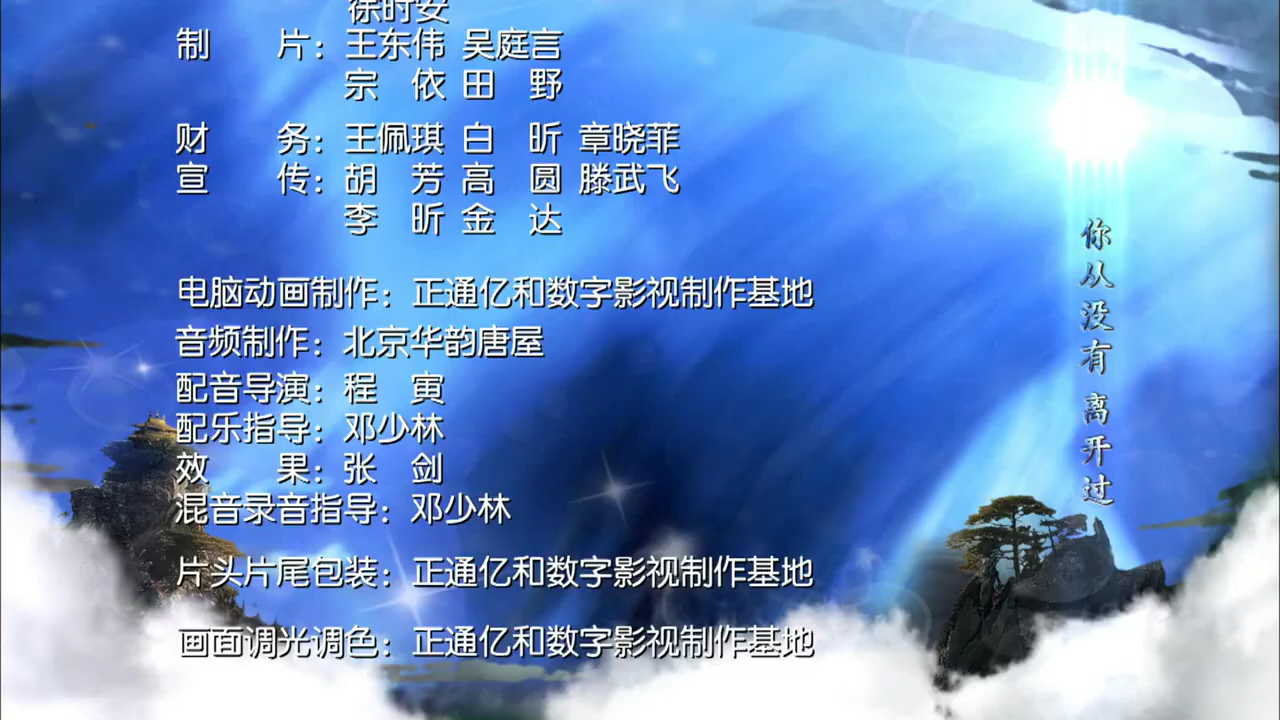 徐时安
制　　片：王东伟 吴庭言
宗　依 田　野
财　　务：王佩琪 白　昕 章晓菲
宣　　传：胡　芳 高　圆 滕武飞
李　昕 金　达
电脑动画制作：正通亿和数字影视制作基地
音频制作：北京华韵唐屋
配音导演：程　寅
配乐指导：邓少林
效　　果：张　剑
混音录音指导：邓少林
片头片尾包装：正通亿和数字影视制作基地
画面调光调色：正通亿和数字影视制作基地
你从没有 离开过